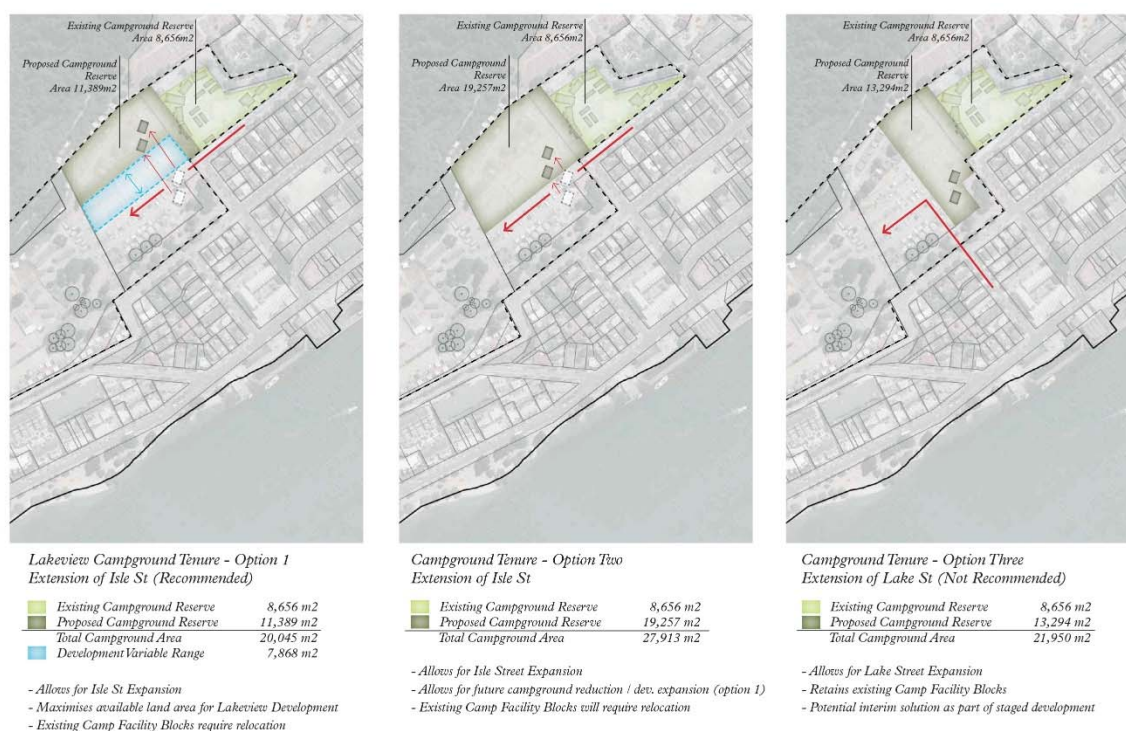 Existing Campground Reserve
Area 8,656m2
Proposed Campground
Reserve
Area 11,389m2
Lakeview Campground Tenure - Option 1
Extension of Isle St (Recommended)
Existing Campground Reserve 8,656 m2
Proposed Campground Reserve 11,389 m2
Total Campground Area 20,045 m2
Development Variable Range 7,868 m2
- Allows for Isle St Expansion
- Maximises available land area for Lakeview Development
- Existing Camp Facility Blocks require relocation
Existing Campground Reserve
Area 8,656m2
Proposed Campground
Reserve
Area 19,257m2
Campground Tenure - Option Two
Extension of Isle St
Existing Campground Reserve 8,656 m2
Proposed Campground Reserve 19,257 m2
Total Campground Area 27,913 m2
- Allows for Isle Street Expansion
- Allows for future campground reduction / dev. expansion (option 1)
- Existing Camp Facility Blocks will require relocation
Existing Campground Reserve
Area 8,656m2
Proposed Campground
Reserve
Area 13,294m2
Campground Tenure - Option Three
Extension of Lake St (Not Recommended)
Existing Campground Reserve 8,656 m2
Proposed Campground Reserve 13,294 m2
Total Campground Area 21,950 m2
- Allows for Lake Street Expansion
- Retains existing Camp Facility Blocks
- Potential interim solution as part of staged development